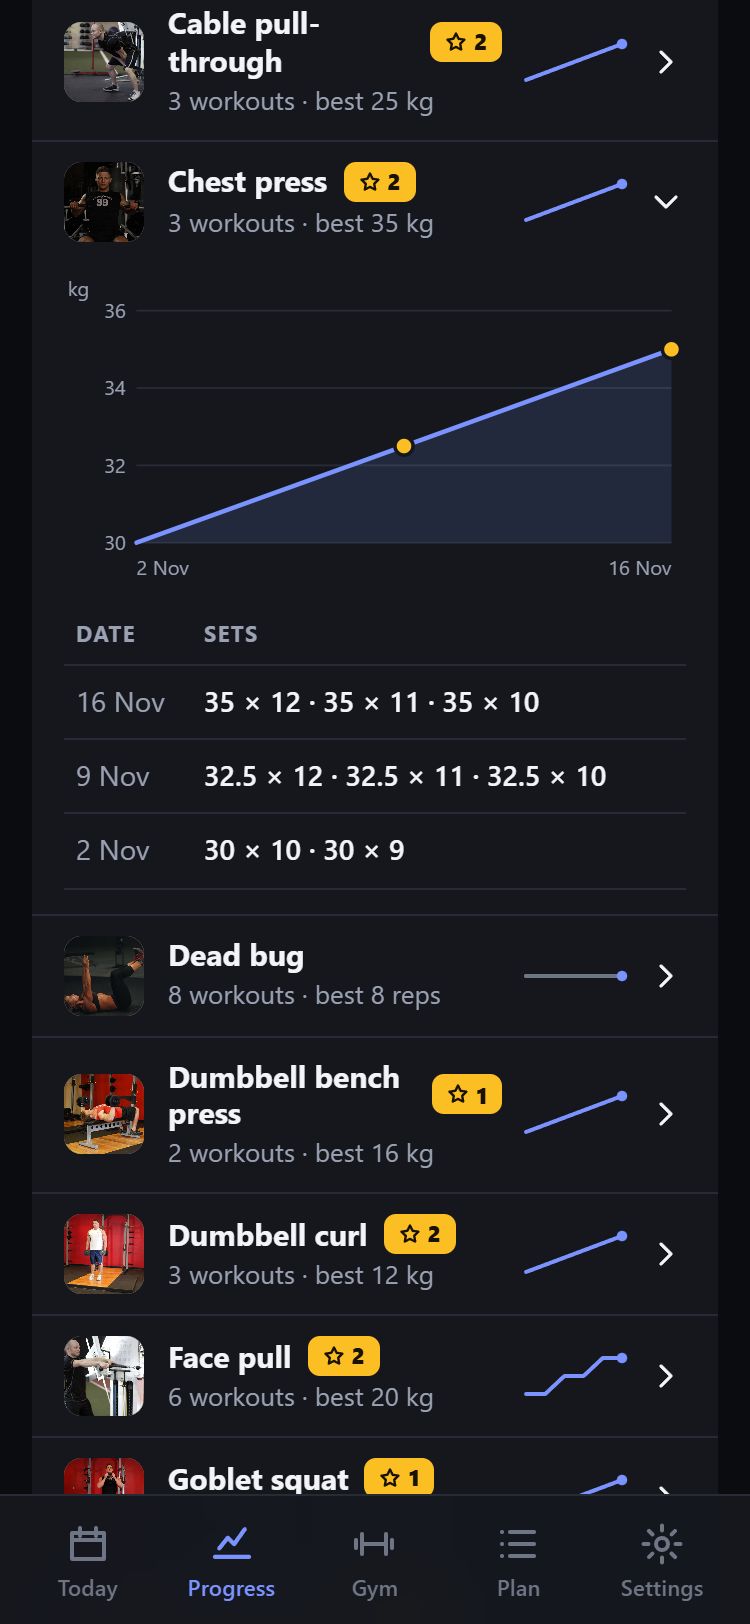 Cable pull-
through
2
3 workouts · best 25 kg
Chest press
2
3 workouts · best 35 kg
kg
36
34
32
30
2 Nov
16 Nov
DATE SETS
16 Nov 35 × 12 · 35 × 11 · 35 × 10
9 Nov 32.5 × 12 · 32.5 × 11 · 32.5 × 10
2 Nov 30 × 10 · 30 × 9
Dead bug
8 workouts · best 8 reps
Dumbbell bench
press
1
2 workouts · best 16 kg
Dumbbell curl
2
3 workouts · best 12 kg
Face pull
2
6 workouts · best 20 kg
Goblet squat
1
Today Progress Gym Plan Settings